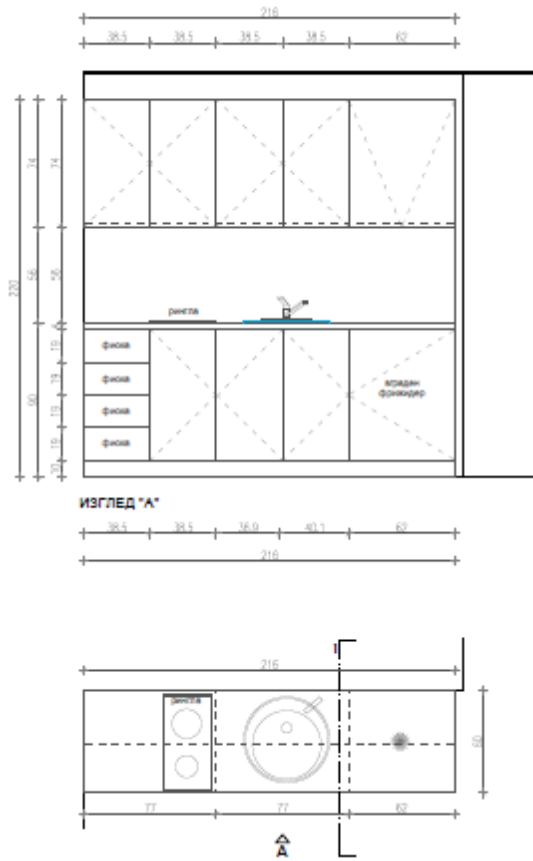 216
38.5 38.5 38.5 38.5 62
74 74
56 56
220
рингла
90
фиока
19
фиока
19
фиока
19
фиока
19
10
вграден
фрижидер
ИЗГЛЕД "А"
38.5 38.5 36.9 40.1 62
216
1
216
рингла
60
77 77 62
A